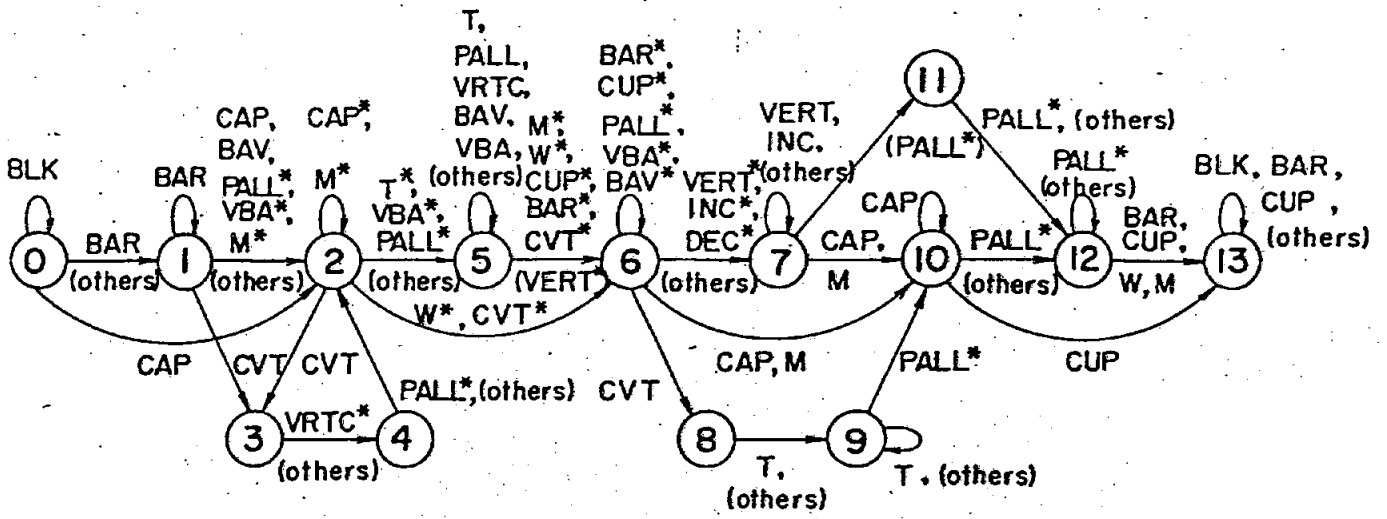 BLK
0
BAR
(others)
CAP
BAR
1
CAP,
BAV,
PALL*,
VBA*,
M*
(others)
CVT
CAP*,
M*
2
T*,
VBA*,
PALL*
(others)
W*, CVT*
CVT
3
VRTC*
(others)
4
PALL*,(others)
T,
PALL,
VRTC,
BAV,
VBA,
(others)
5
M*,
W*,
CUP*,
BAR*,
CVT*
(VERT*)
BAR*,
CUP*,
PALL*,
VBA*,
BAV*
6
VERT,*
INC*,
DEC*
(others)
CAP, M
CVT
8
T,
(others)
9
T. (others)
PALL*
VERT,
INC.
(others)
7
(PALL*)
CAP.
M
11
PALL, (others)
CAP
10
PALL*
(others)
CUP
PALL*
(others)
12
BAR,
CUP.
W, M
BLK, BAR,
CUP,
(others)
13